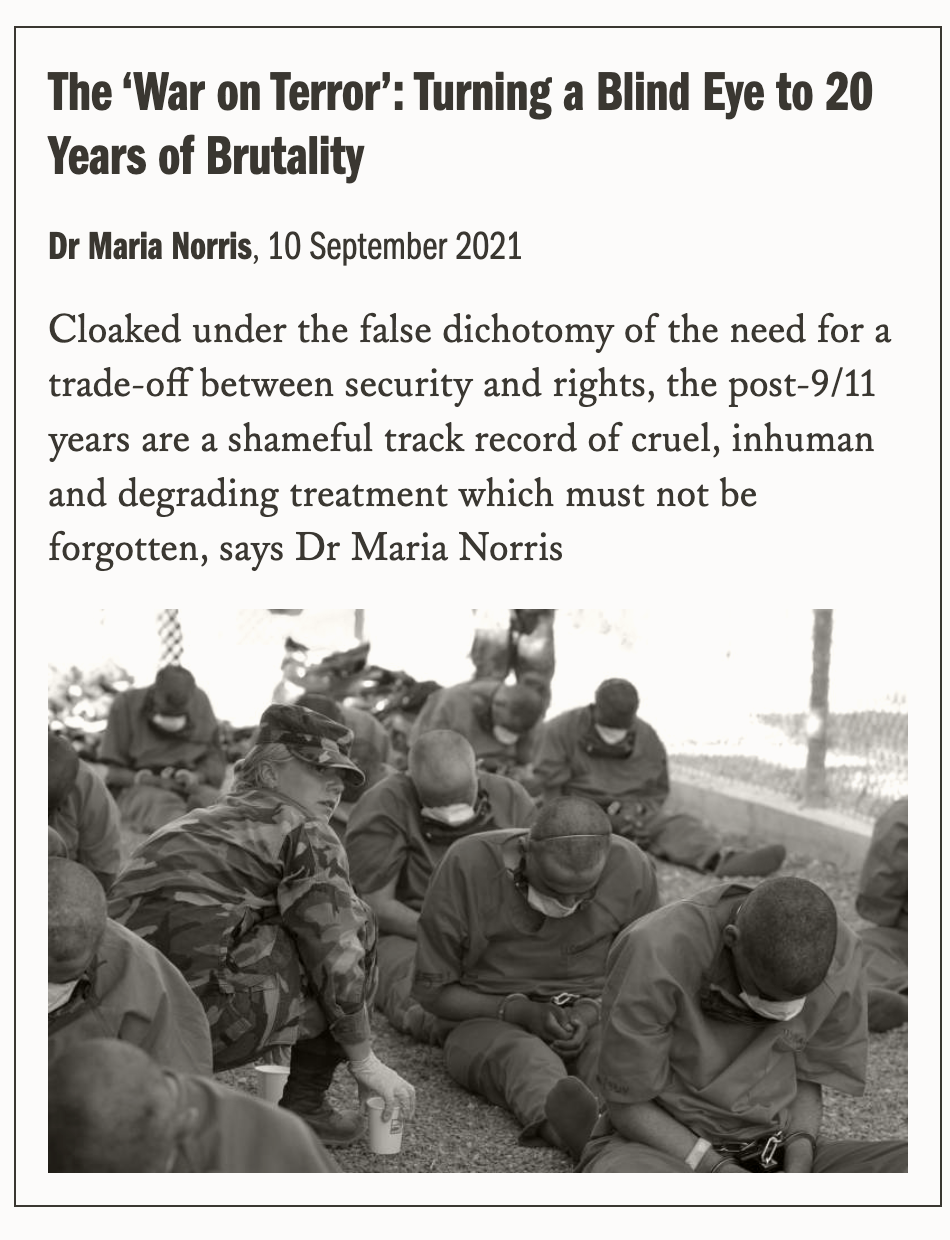 The ‘War on Terror’: Turning a Blind Eye to 20
Years of Brutality
Dr Maria Norris, 10 September 2021
Cloaked under the false dichotomy of the need for a
trade-off between security and rights, the post-9/11
years are a shameful track record of cruel, inhuman
and degrading treatment which must not be
forgotten, says Dr Maria Norris